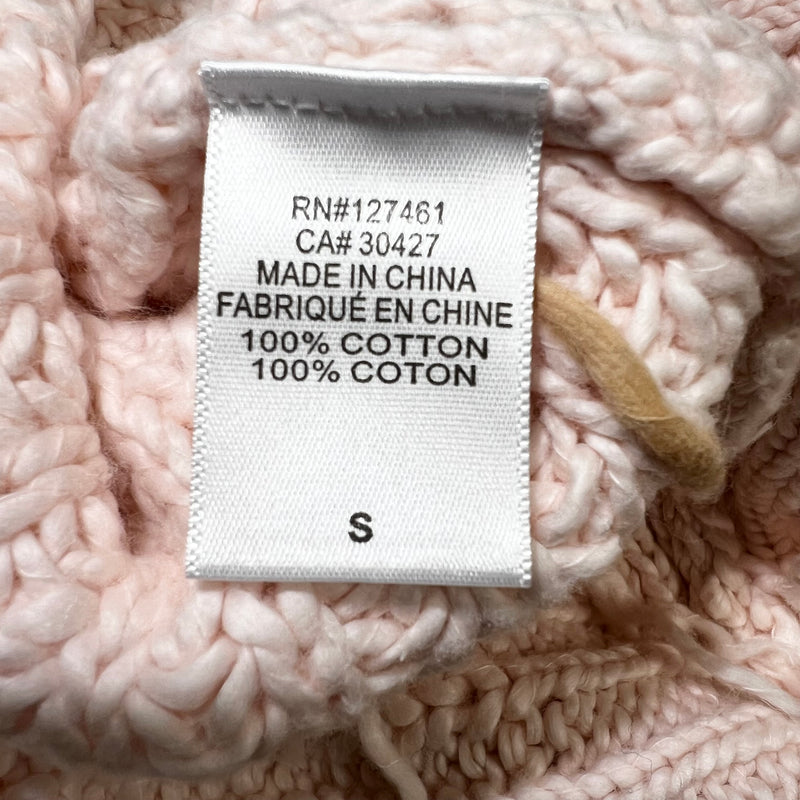 RN#127461
CA# 30427
MADE IN CHINA
FABRIQUÉ EN CHINE
100% COTTON
100% COTON
S